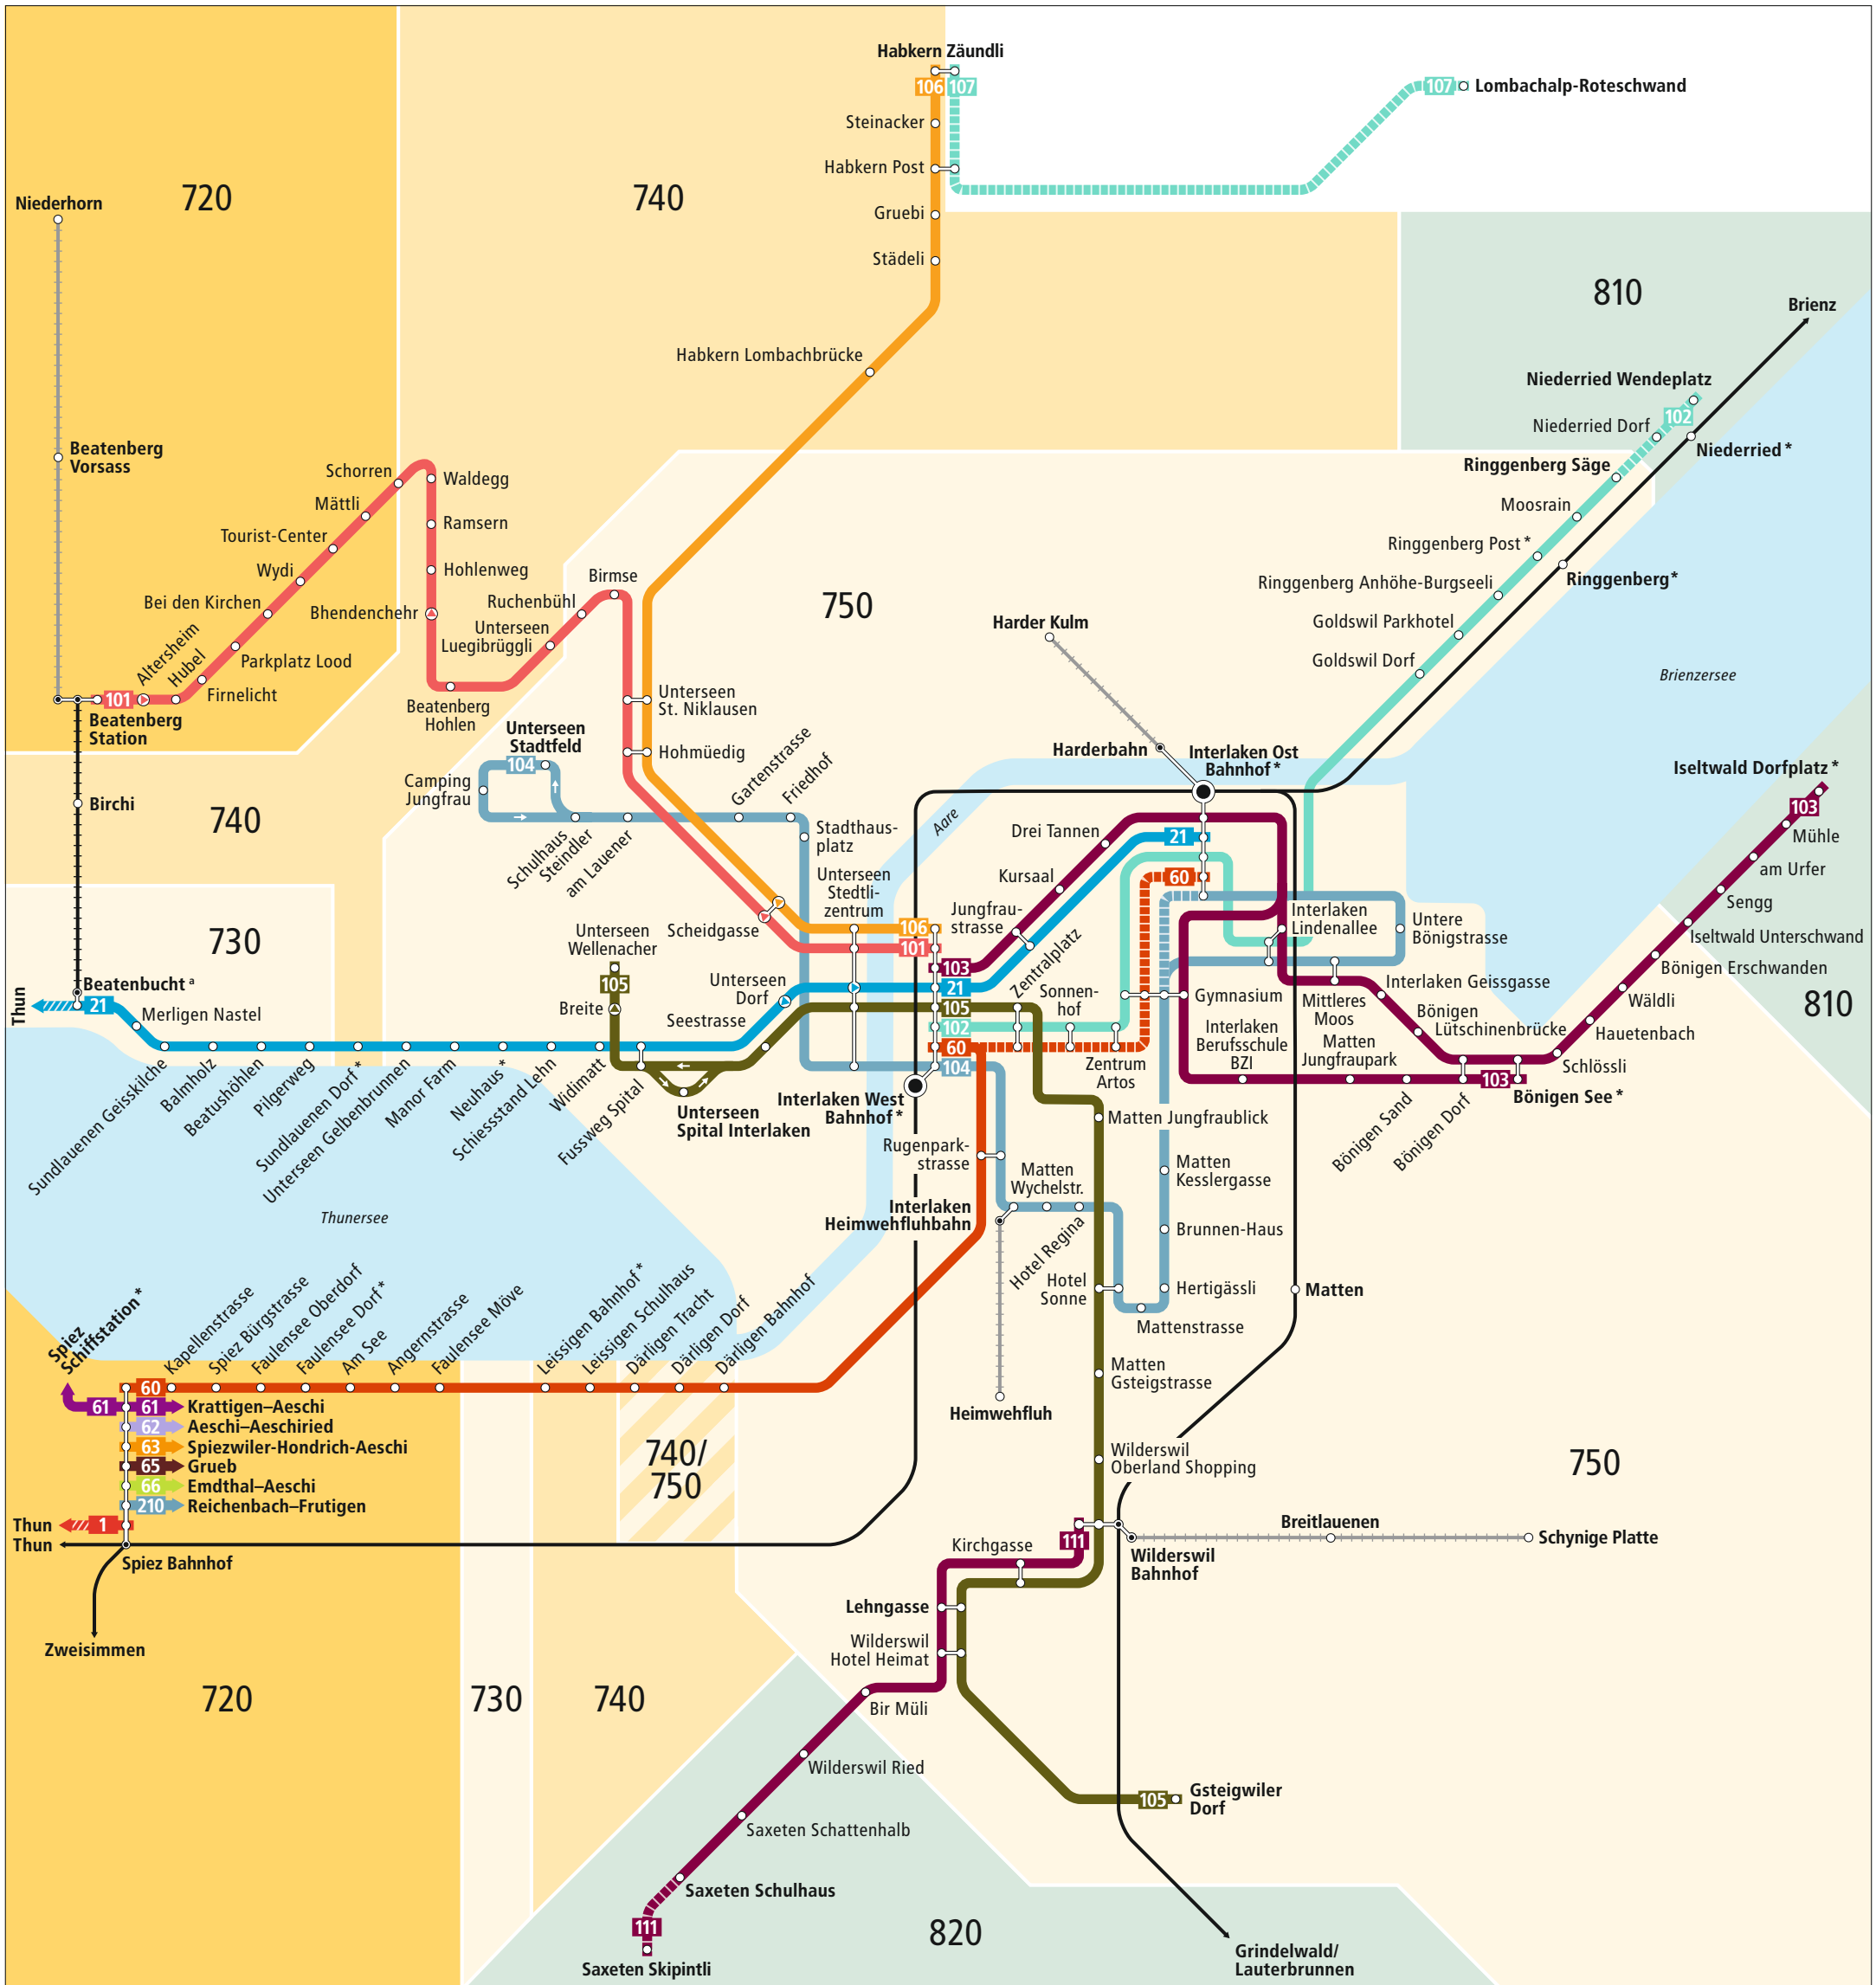 Habkern Zäundli
106
107
107
Lombachalp-Roteschwand
Steinacker
Habkern Post
Gruebi
Städeli
720
740
Niederhorn
810
Brienz
Habkern Lombachbrücke
Niederried Wendeplatz
102
Niederried Dorf
Niederried *
Beatenberg
Vorsass
Schorren
Waldegg
Ringgenberg Säge
Mättli
Ramsern
Moosrain
Tourist-Center
Ringgenberg Post *
Wydi
Hohlenweg
Birmse
Ringgenberg *
Ringgenberg Anhöhe-Burgseeli
Bei den Kirchen
Bhendenchehr
Ruchenbühl
750
Harder Kulm
Goldswil Parkhotel
Unterseen
Luegibrüggli
Altersheim
Hubel
Parkplatz Lood
Goldswil Dorf
Brienzersee
101
Firnelicht
Beatenberg
Station
Beatenberg
Hohlen
Unterseen
St. Niklausen
Unterseen
Stadtfeld
Hohmüedig
Harderbahn
Interlaken Ost
Bahnhof *
104
Camping
Jungfrau
Gartenstrasse
Friedhof
Iseltwald Dorfplatz *
103
Birchi
740
Schulhaus
Steindler
am Lauener
Stadthaus-
platz
Aare
Drei Tannen
21
Mühle
am Urfer
Unterseen
Stedtli-
zentrum
Kursaal
60
Sengg
Jungfrau-
strasse
Interlaken
Lindenallee
Untere
Bönigstrasse
Iseltwald Unterschwand
730
Scheidgasse
106
101
Unterseen
Wellenacher
103
Zentralplatz
Bönigen Erschwanden
105
Unterseen
Dorf
21
Sonnen-
hof
Gymnasium
Mittleres
Moos
Interlaken Geissgasse
Wäldli
810
Beatenbucht ª
Thun
21
Merligen Nastel
Breite
Seestrasse
105
102
60
104
Zentrum
Artos
Interlaken
Berufsschule
BZI
Matten
Jungfraupark
Bönigen
Lütschinenbrücke
Hauetenbach
Schlössli
103
Bönigen See *
Bönigen Sand
Bönigen Dorf
Sundlauenen Geisskilche
Balmholz
Beatushöhlen
Pilgerweg
Sundlauenen Dorf *
Unterseen Gelbenbrunnen
Manor Farm
Neuhaus *
Schiesstand Lehn
Widimatt
Fussweg Spital
Unterseen
Spital Interlaken
Interlaken West
Bahnhof *
Matten Jungfraublick
Rugenpark-
strasse
Matten
Wychelstr.
Matten
Kesslergasse
Interlaken
Heimwehfluhbahn
Hotel Regina
Brunnen-Haus
Thunersee
Hotel
Sonne
Hertigässli
Matten
Mattenstrasse
Spiez
Schiffstation *
Kapellenstrasse
Spiez Bürgstrasse
Faulensee Oberdorf
Faulensee Dorf *
Am See
Angernstrasse
Faulensee Möve
Leissigen Bahnhof *
Leissigen Schulhaus
Därligen Tracht
Därligen Dorf
Därligen Bahnhof
60
61
61
Krattigen–Aeschi
62
Aeschi–Aeschiried
63
Spiezwiler-Hondrich-Aeschi
65
Grueb
66
Emdthal–Aeschi
210
Reichenbach–Frutigen
Thun
1
Thun
Spiez Bahnhof
Zweisimmen
740/
750
Heimwehfluh
Matten
Gsteigstrasse
Wilderswil
Oberland Shopping
750
111
Wilderswil
Bahnhof
Breitlauenen
Schynige Platte
Kirchgasse
Lehngasse
Wilderswil
Hotel Heimat
720
730
740
Bir Müli
Wilderswil Ried
105
Gsteigwiler
Dorf
Saxeten Schattenhalb
Saxeten Schulhaus
111
Saxeten Skipintli
820
Grindelwald/
Lauterbrunnen